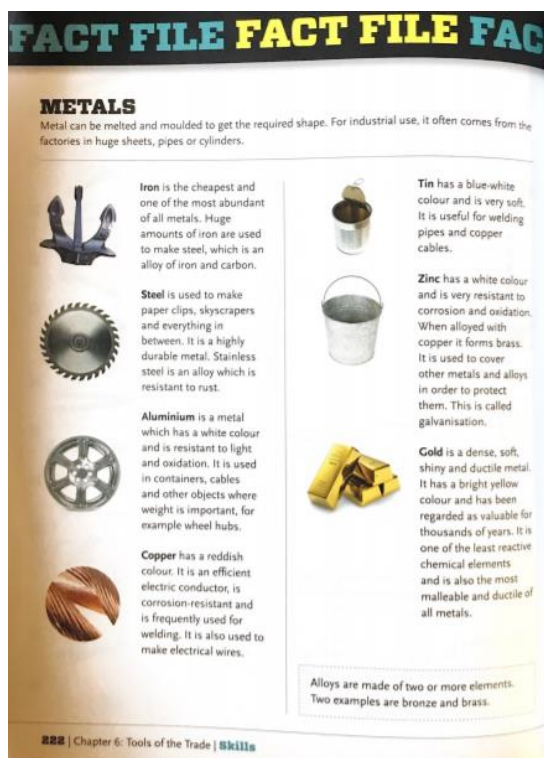 FACT FILE FACT FILE FAC
METALS
Metal can be melted and moulded to get the required shape. For industrial use, it often comes from the
factories in huge sheets, pipes or cylinders.
Iron is the cheapest and
one of the most abundant
of all metals. Huge
amounts of iron are used
to make steel, which is an
alloy of iron and carbon.
Steel is used to make
paper clips, skyscrapers
and everything in
between. It is a highly
durable metal. Stainless
steel is an alloy which is
resistant to rust.
Aluminium is a metal
which has a white colour
and is resistant to light
and oxidation. It is used
in containers, cables
and other objects where
weight is important, for
example wheel hubs.
Copper has a reddish
colour. It is an efficient
electric conductor, is
corrosion-resistant and
is frequently used for
welding. It is also used to
make electrical wires.
Tin has a blue-white
colour and is very soft.
It is useful for welding
pipes and copper
cables.
Zinc has a white colour
and is very resistant to
corrosion and oxidation.
When alloyed with
copper it forms brass.
It is used to cover
other metals and alloys
in order to protect
them. This is called
galvanisation.
Gold is a dense, soft,
shiny and ductile metal.
It has a bright yellow
colour and has been
regarded as valuable for
thousands of years. It is
one of the least reactive
chemical elements
and is also the most
malleable and ductile of
all metals.
Alloys are made of two or more elements.
Two examples are bronze and brass.
222 | Chapter 6: Tools of the Trade | Skills